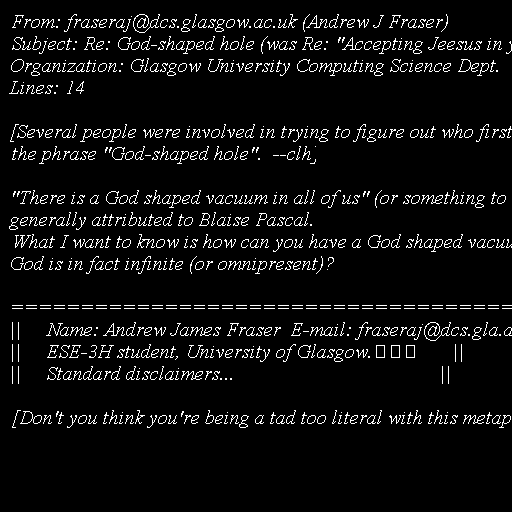 From: fraseraj@dcs.glasgow.ac.uk (Andrew J Fraser)
Subject: Re: God-shaped hole (was Re: "Accepting Jeesus in
Organization: Glasgow University Computing Science Dept.
Lines: 14
[Several people were involved in trying to figure out who first
the phrase "God-shaped hole". --clh]
"There is a God shaped vacuum in all of us" (or something to
generally attributed to Blaise Pascal.
What I want to know is how can you have a God shaped
God is in fact infinite (or omnipresent)?
==========================================
|| Name: Andrew James Fraser E-mail: fraseraj@dcs.gla.a
|| ESE-3H student, University of Glasgow. ||
|| Standard disclaimers... ||
[Don't you think you're being a tad too literal with this